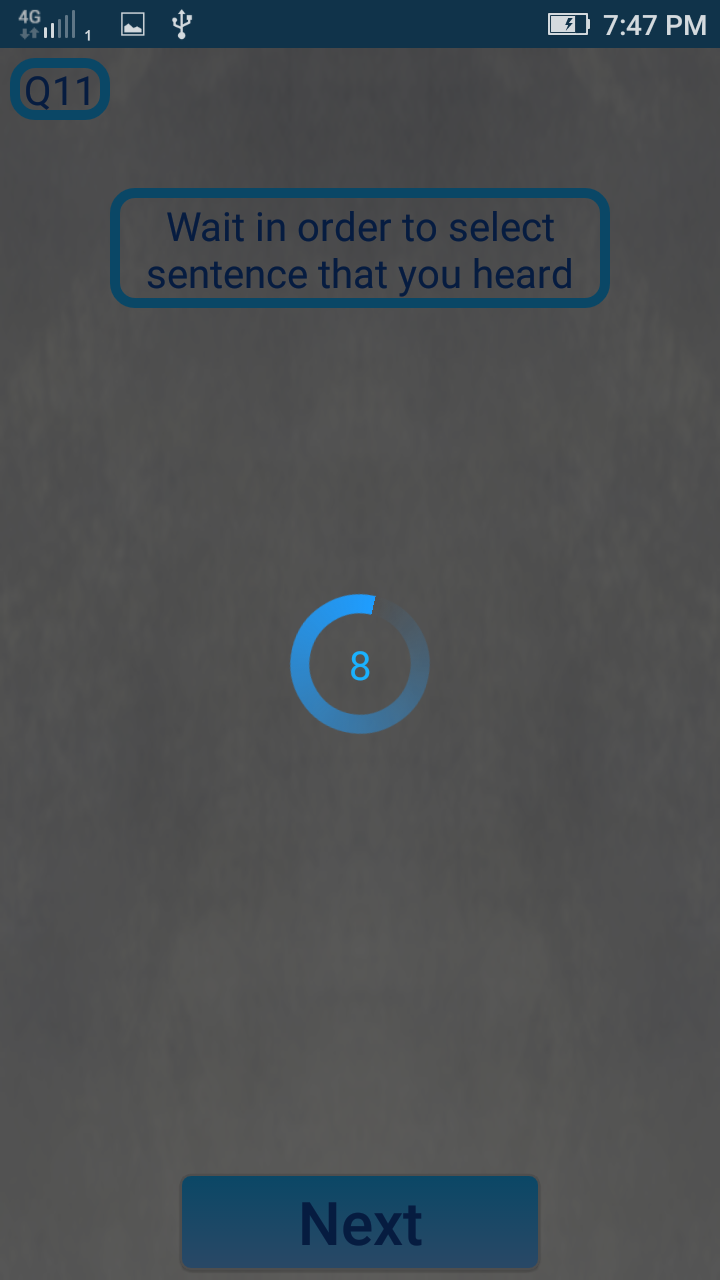 4G 1 7:47 PM
Q11
Wait in order to select
sentence that you heard
8
Next